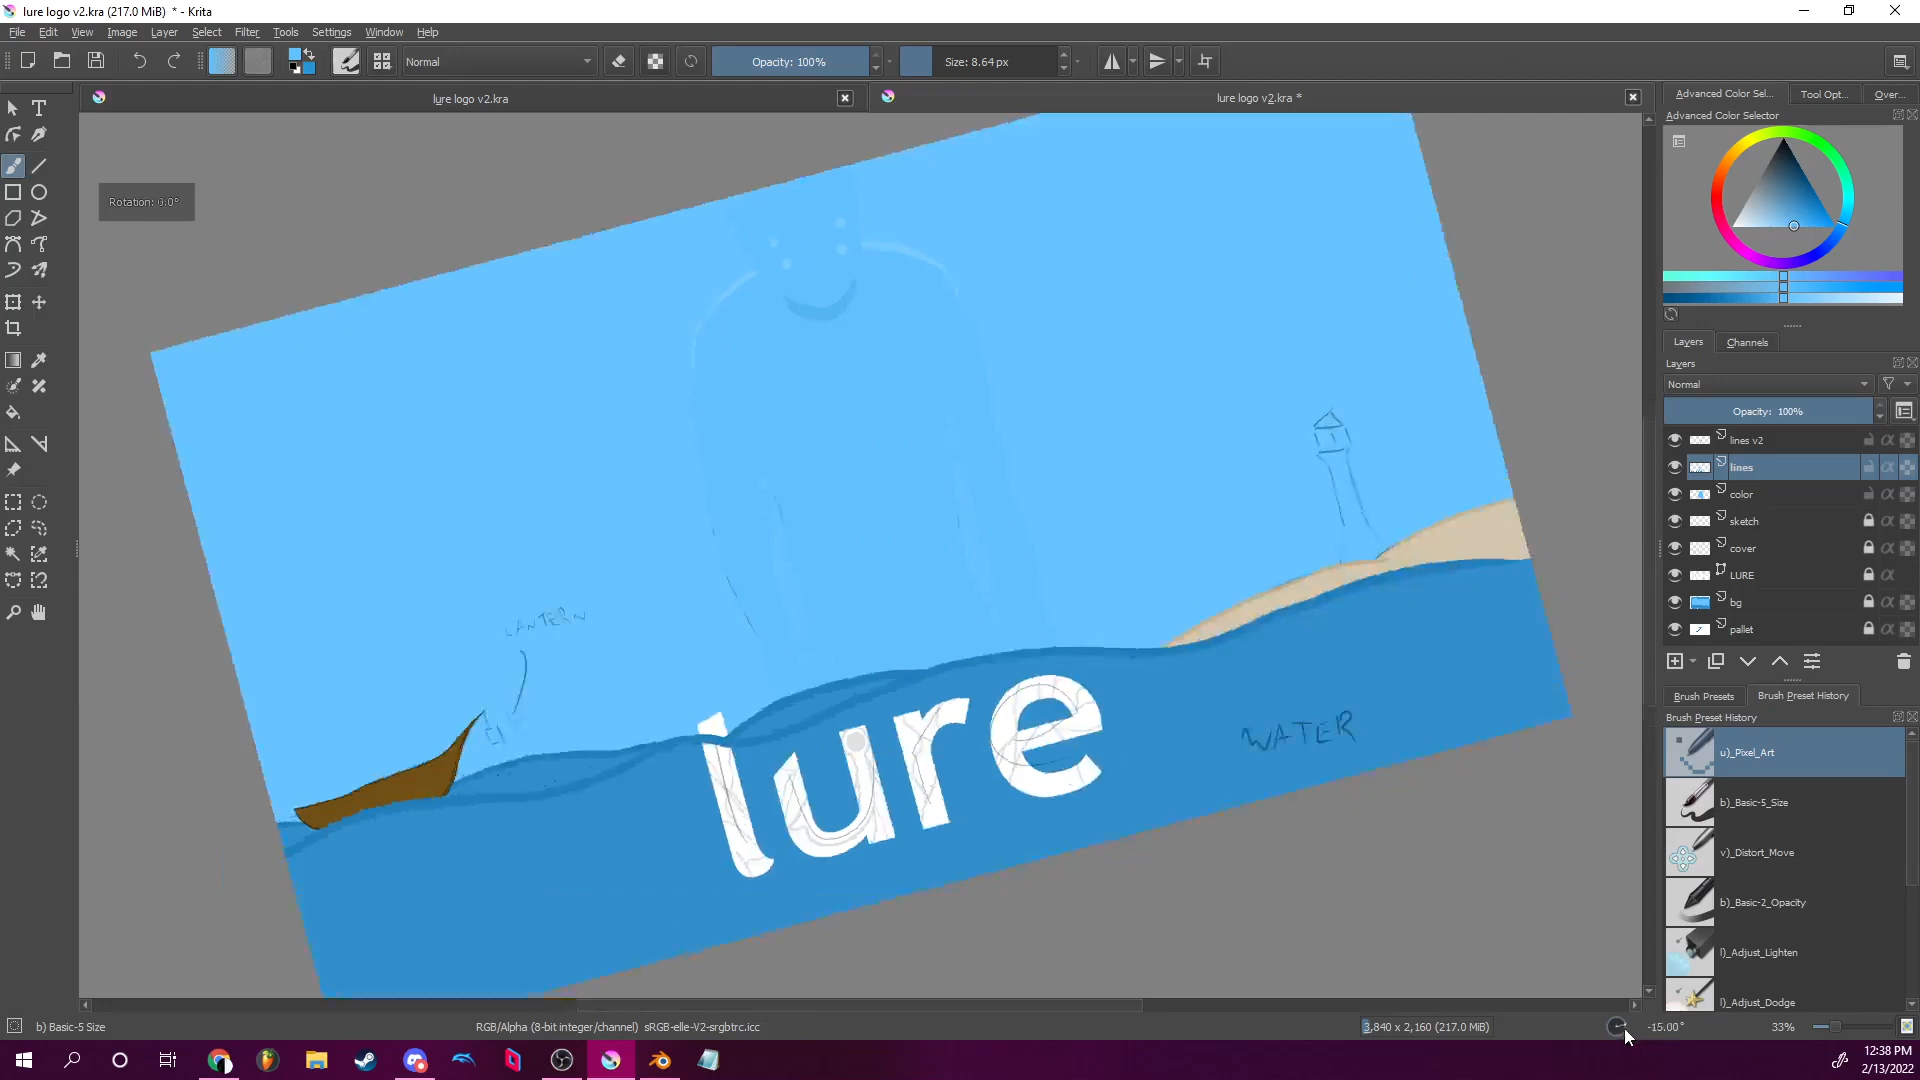 lure logo v2.kra (217.0 MiB)  * - Krita
File Edit View Image Layer Select Filter Tools Settings Window Help
Normal
Opacity: 100%
Size: 8.64 px
lure logo v2.kra
lure logo v2.kra *
Advanced Color Sel...
Tool Opt...
Over...
Advanced Color Selector
Rotation: 0.0°
Layers
Channels
Layers
Normal
Opacity: 100%
lines v2
lines
color
sketch
cover
LURE
bg
pallet
LANTERN
lure
WATER
Brush Presets
Brush Preset History
Brush Preset History
u)_Pixel_Art
b)_Basic-5_Size
v)_Distort_Move
b)_Basic-2_Opacity
l)_Adjust_Lighten
l)_Adjust_Dodge
b) Basic-5 Size
RGB/Alpha (8-bit integer/channel)  sRGB-elle-V2-srgbtrc.icc
3,840 x 2,160 (217.0 MiB)
-15.00°
33%
12:38 PM
2/13/2022